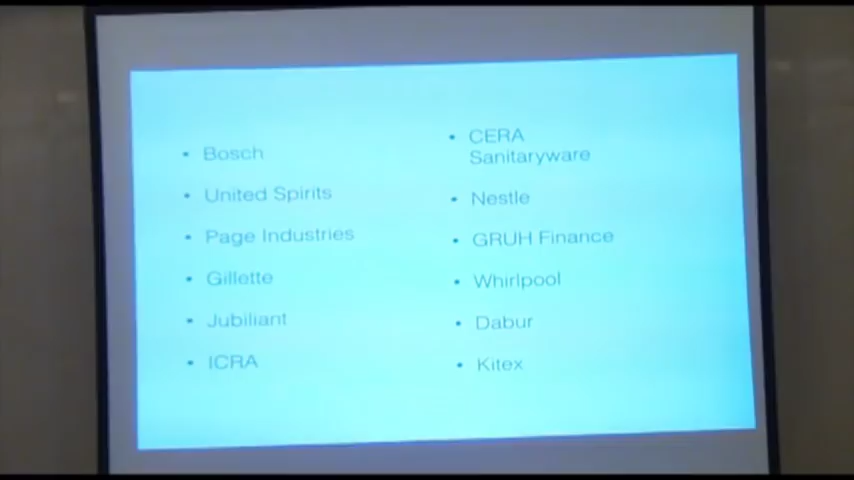 • Bosch
• United Spirits
• Page Industries
• Gillette
• Jubiliant
• ICRA
• CERA
Sanitaryware
• Nestle
• GRUH Finance
• Whirlpool
• Dabur
• Kitex